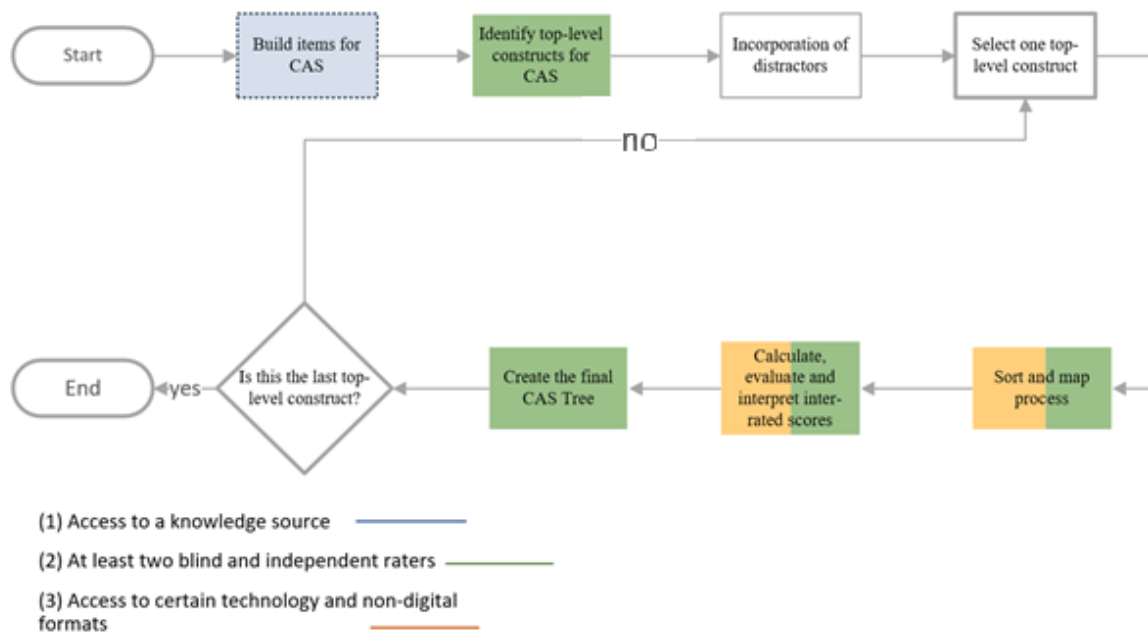 Start
Build items for
CAS
Identify top-level
constructs for
CAS
Incorporation of
distractors
Select one top-
level construct
no
End
yes
Is this the last top-
level construct?
Create the final
CAS Tree
Calculate,
evaluate and
interpret inter-
rated scores
Sort and map
process
(1) Access to a knowledge source
(2) At least two blind and independent raters
(3) Access to certain technology and non-digital
formats